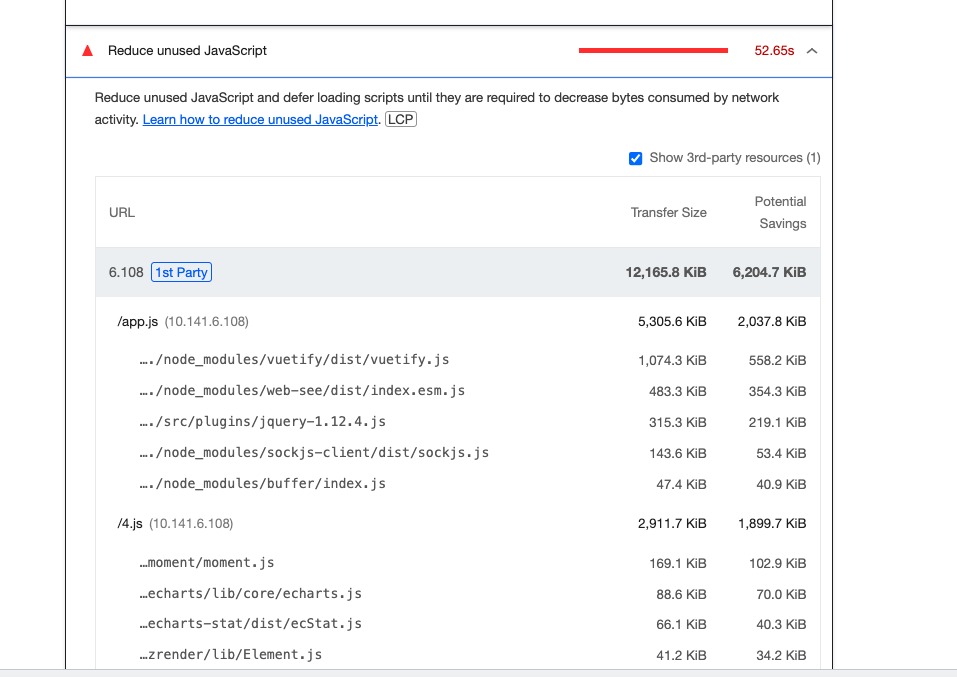 Reduce unused JavaScript 52.65s
Reduce unused JavaScript and defer loading scripts until they are required to decrease bytes consumed by network
activity. Learn how to reduce unused JavaScript. LCP
Show 3rd-party resources (1)
URL Transfer Size Potential Savings
6.108 1st Party 12,165.8 KiB 6,204.7 KiB
/app.js (10.141.6.108) 5,305.6 KiB 2,037.8 KiB
…./node_modules/vuetify/dist/vuetify.js 1,074.3 KiB 558.2 KiB
…./node_modules/web-see/dist/index.esm.js 483.3 KiB 354.3 KiB
…./src/plugins/jquery-1.12.4.js 315.3 KiB 219.1 KiB
…./node_modules/sockjs-client/dist/sockjs.js 143.6 KiB 53.4 KiB
…./node_modules/buffer/index.js 47.4 KiB 40.9 KiB
/4.js (10.141.6.108) 2,911.7 KiB 1,899.7 KiB
…moment/moment.js 169.1 KiB 102.9 KiB
…echarts/lib/core/echarts.js 88.6 KiB 70.0 KiB
…echarts-stat/dist/ecStat.js 66.1 KiB 40.3 KiB
…zrender/lib/Element.js 41.2 KiB 34.2 KiB